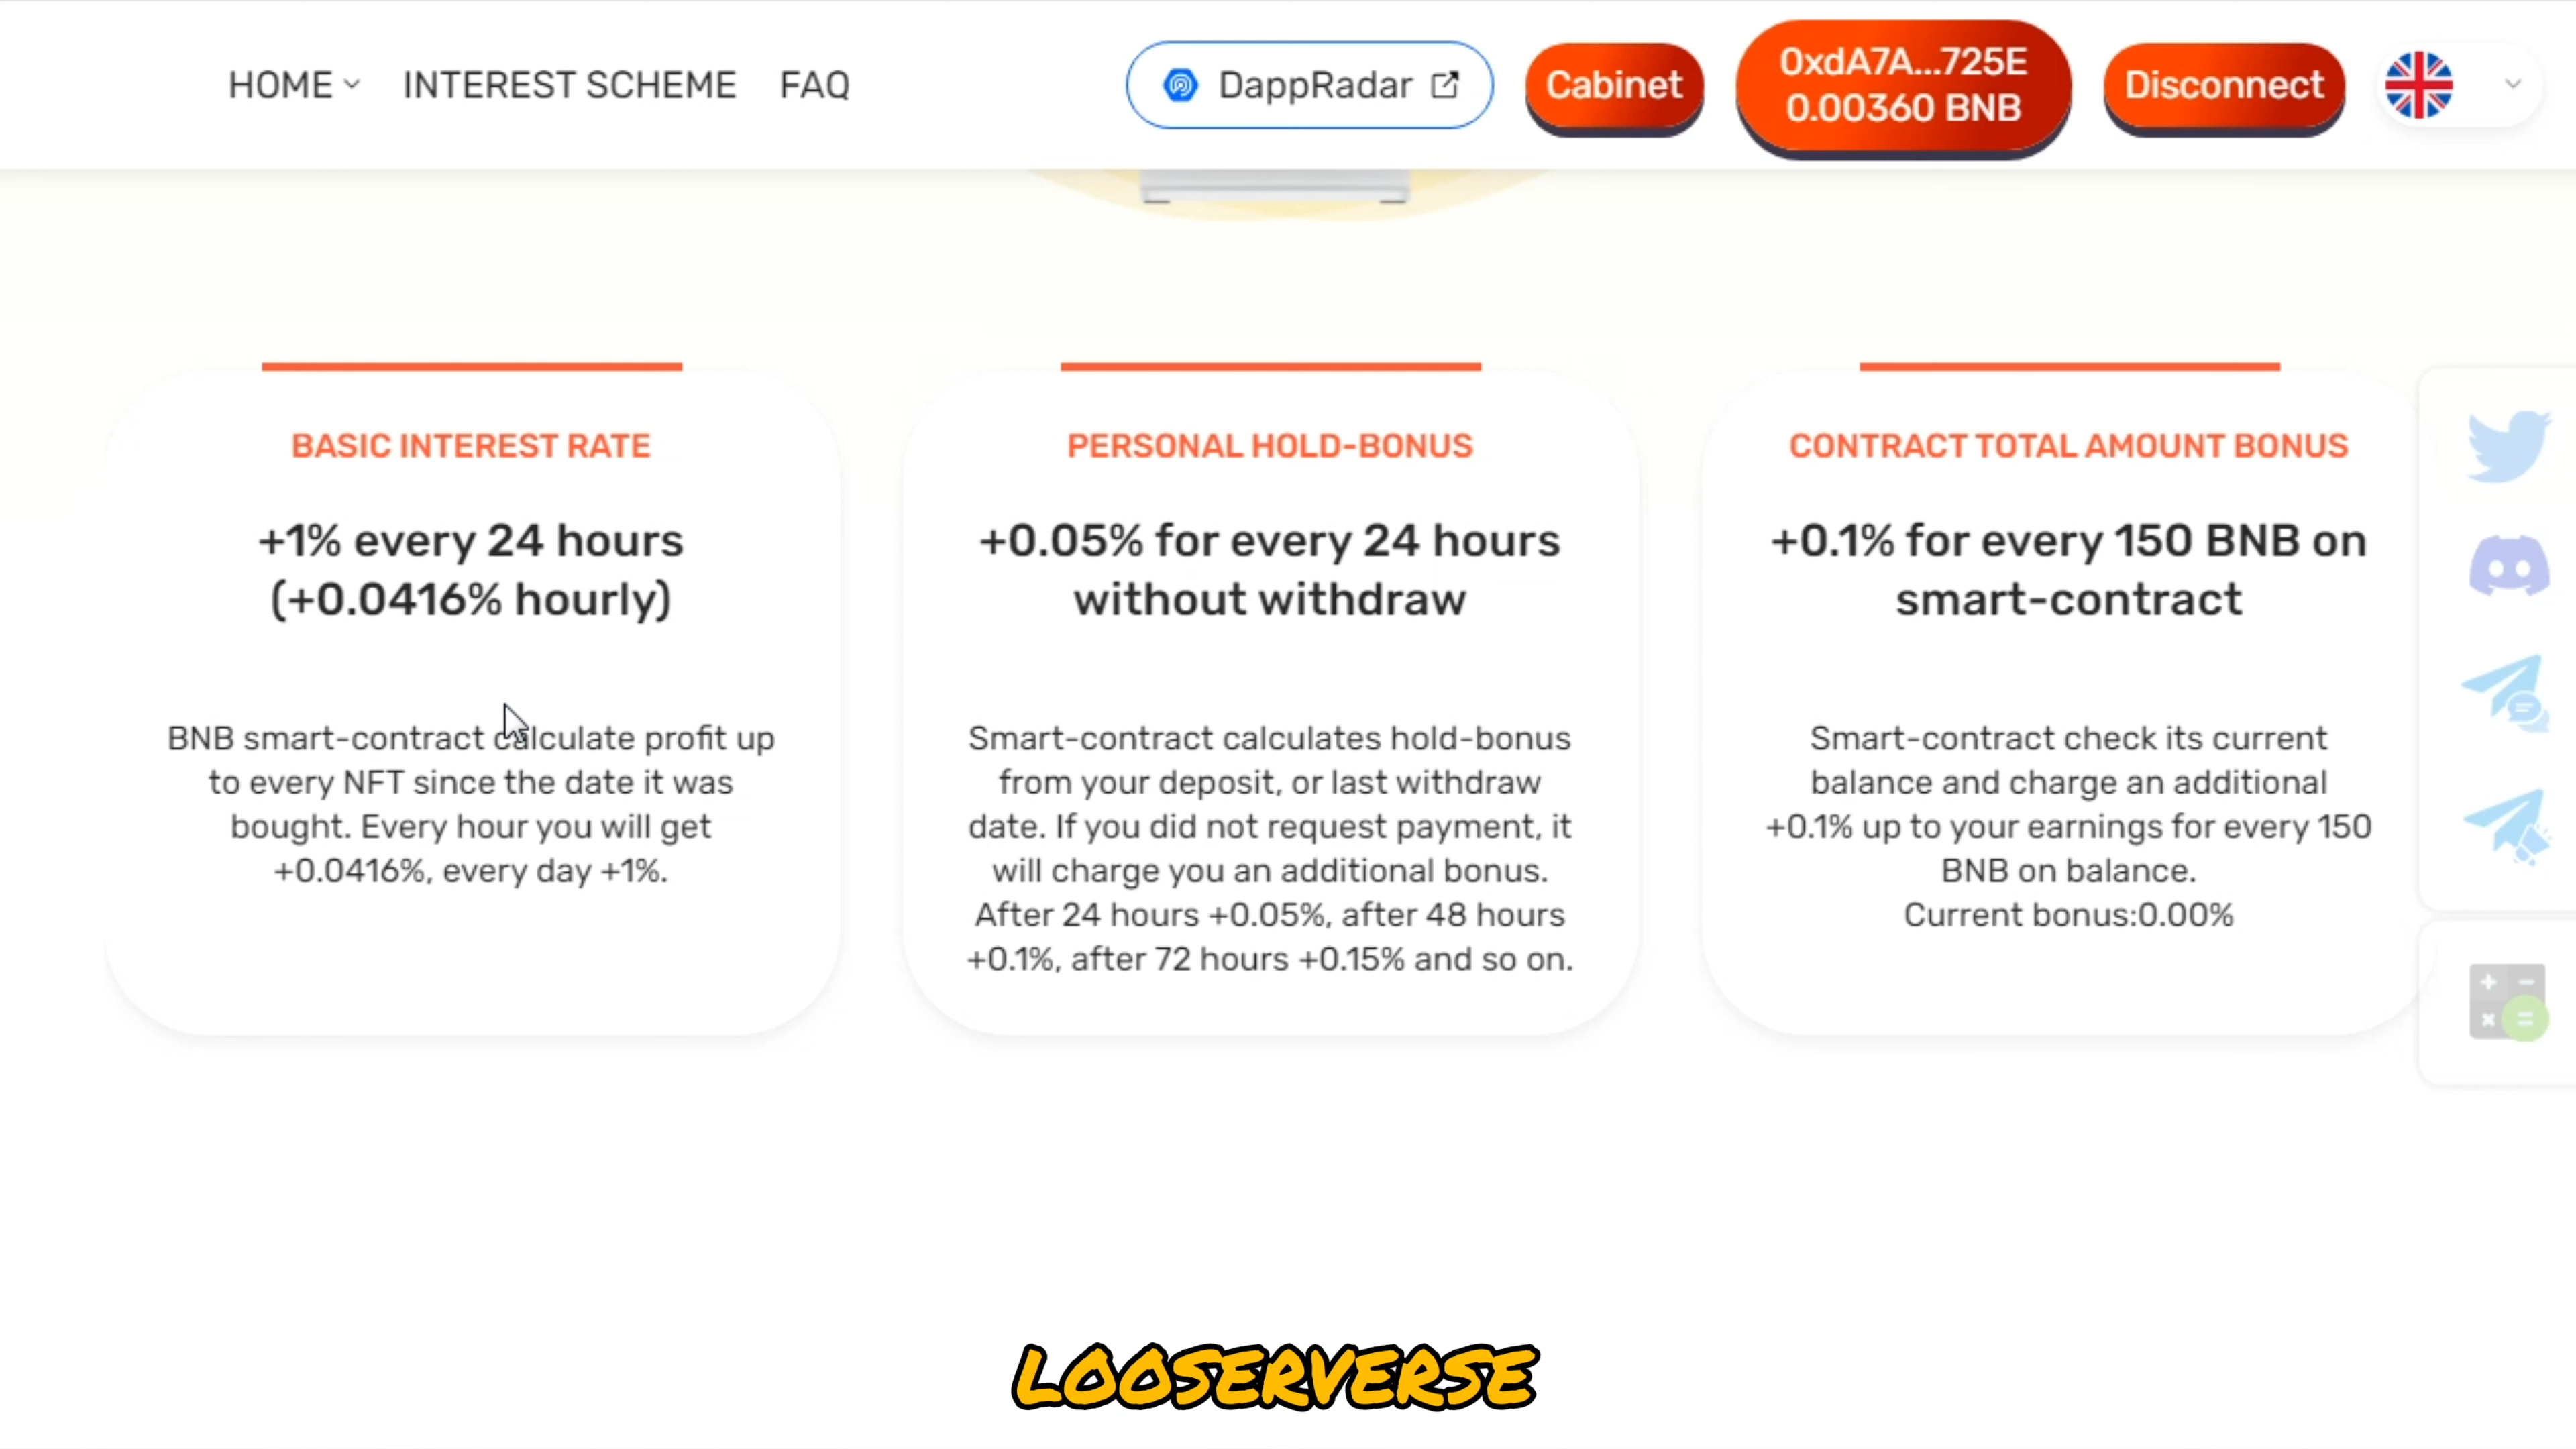 HOME
INTEREST SCHEME
FAQ
DappRadar
Cabinet
0xdA7A...725E
0.00360 BNB
Disconnect
BASIC INTEREST RATE
+1% every 24 hours
(+0.0416% hourly)
BNB smart-contract calculate profit up
to every NFT since the date it was
bought. Every hour you will get
+0.0416%, every day +1%.
PERSONAL HOLD-BONUS
+0.05% for every 24 hours
without withdraw
Smart-contract calculates hold-bonus
from your deposit, or last withdraw
date. If you did not request payment, it
will charge you an additional bonus.
After 24 hours +0.05%, after 48 hours
+0.1%, after 72 hours +0.15% and so on.
CONTRACT TOTAL AMOUNT BONUS
+0.1% for every 150 BNB on
smart-contract
Smart-contract check its current
balance and charge an additional
+0.1% up to your earnings for every 150
BNB on balance.
Current bonus:0.00%
LOOSERVERSE